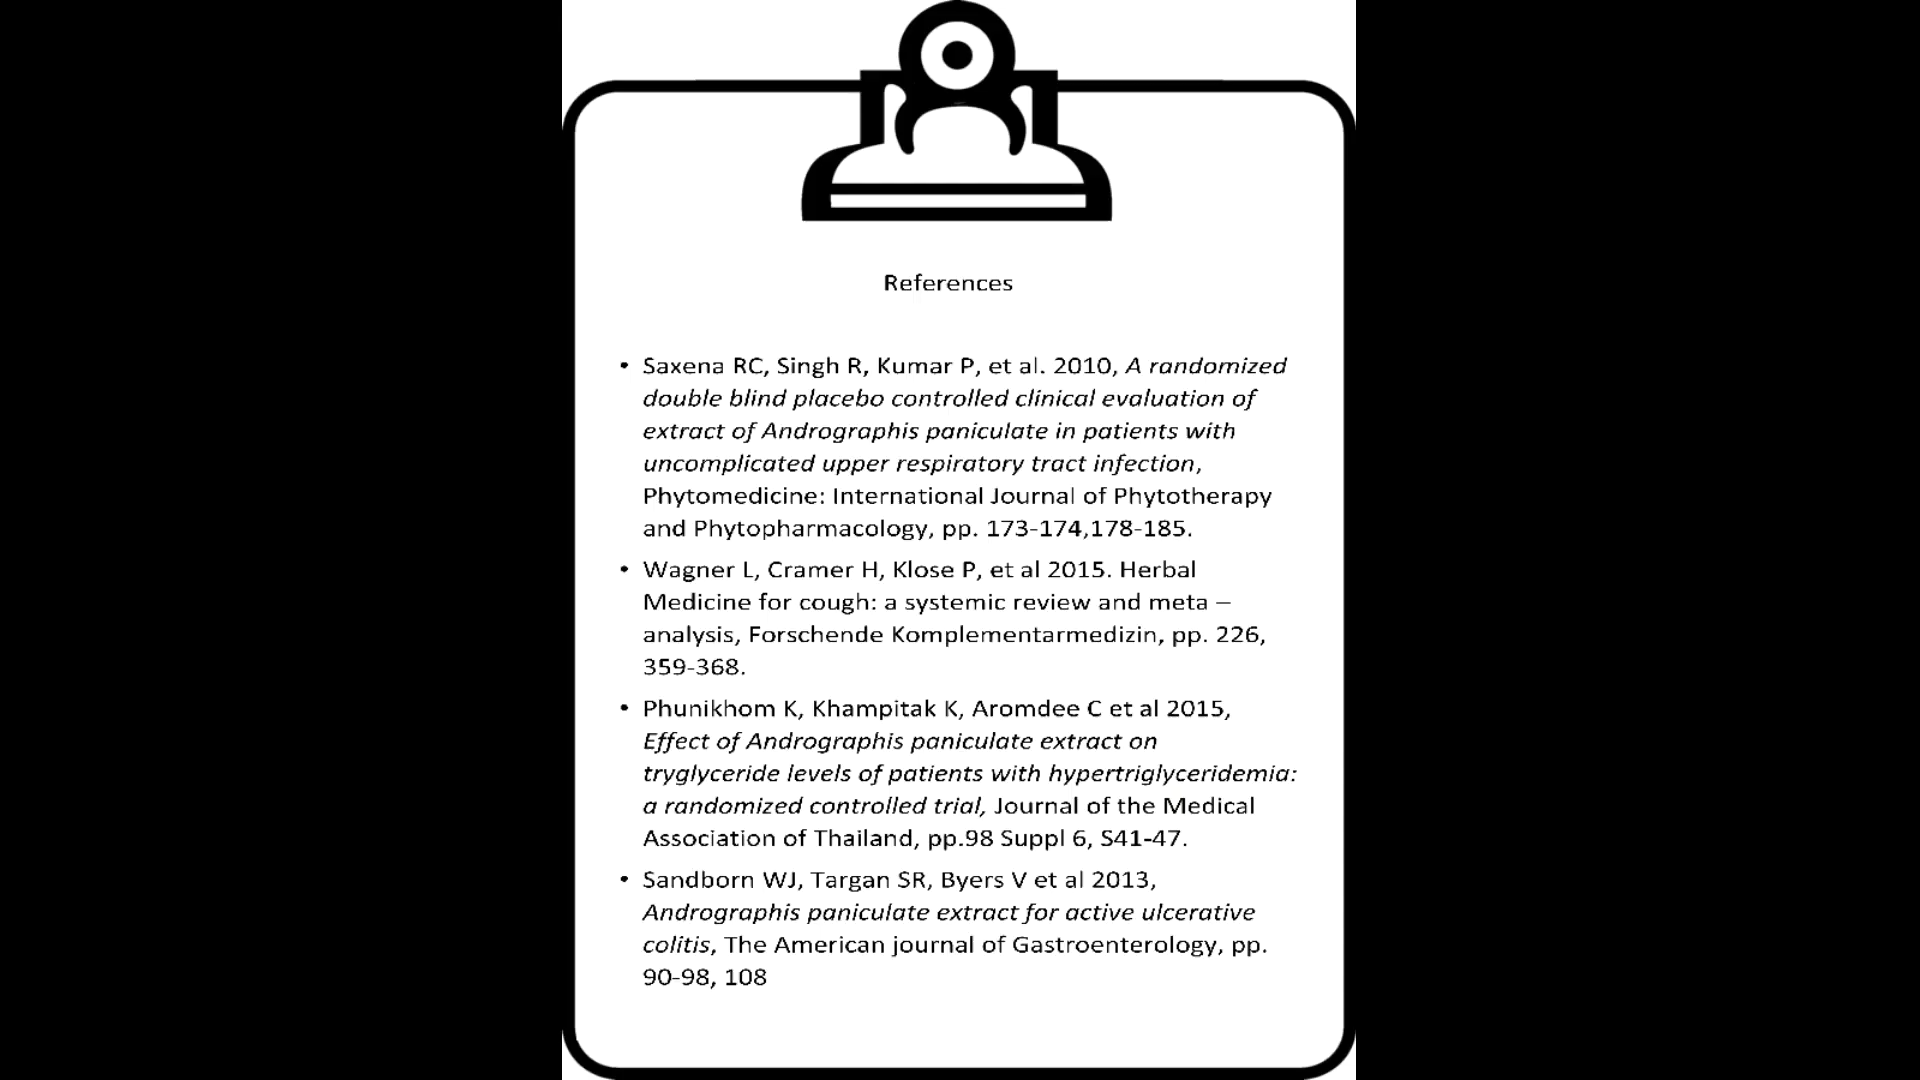 References
• Saxena RC, Singh R, Kumar P, et al. 2010, A randomized
double blind placebo controlled clinical evaluation of
extract of Andrographis paniculate in patients with
uncomplicated upper respiratory tract infection,
Phytomedicine: International Journal of Phytotherapy
and Phytopharmacology, pp. 173-174,178-185.
• Wagner L, Cramer H, Klose P, et al 2015. Herbal
Medicine for cough: a systemic review and meta –
analysis, Forschende Komplementarmedizin, pp. 226,
359-368.
• Phunikhom K, Khampitak K, Aromdee C et al 2015,
Effect of Andrographis paniculate extract on
tryglyceride levels of patients with hypertriglyceridemia:
a randomized controlled trial, Journal of the Medical
Association of Thailand, pp.98 Suppl 6, S41-47.
• Sandborn WJ, Targan SR, Byers V et al 2013,
Andrographis paniculate extract for active ulcerative
colitis, The American journal of Gastroenterology, pp.
90-98, 108